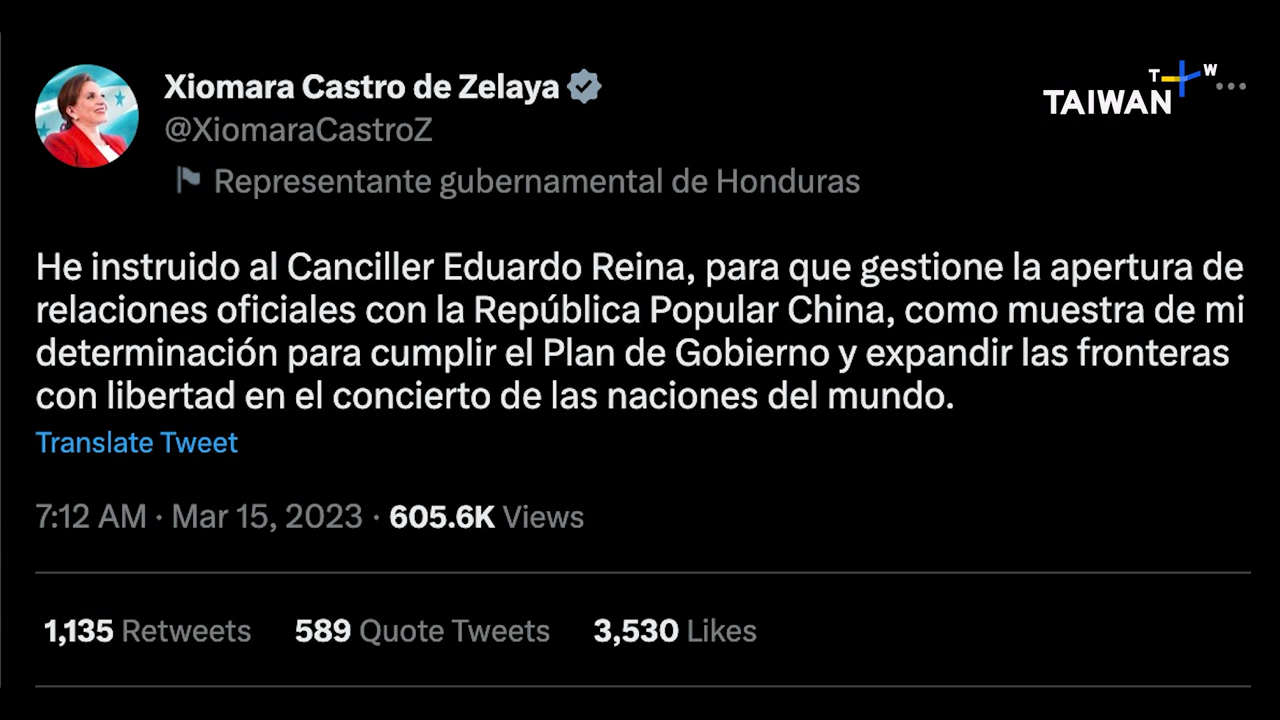 Xiomara Castro de Zelaya
@XiomaraCastroZ
Representante gubernamental de Honduras
T W
TAIWAN
He instruido al Canciller Eduardo Reina, para que gestione la apertura de
relaciones oficiales con la República Popular China, como muestra de mi
determinación para cumplir el Plan de Gobierno y expandir las fronteras
con libertad en el concierto de las naciones del mundo.
Translate Tweet
7:12 AM · Mar 15, 2023 · 605.6K Views
1,135 Retweets 589 Quote Tweets 3,530 Likes